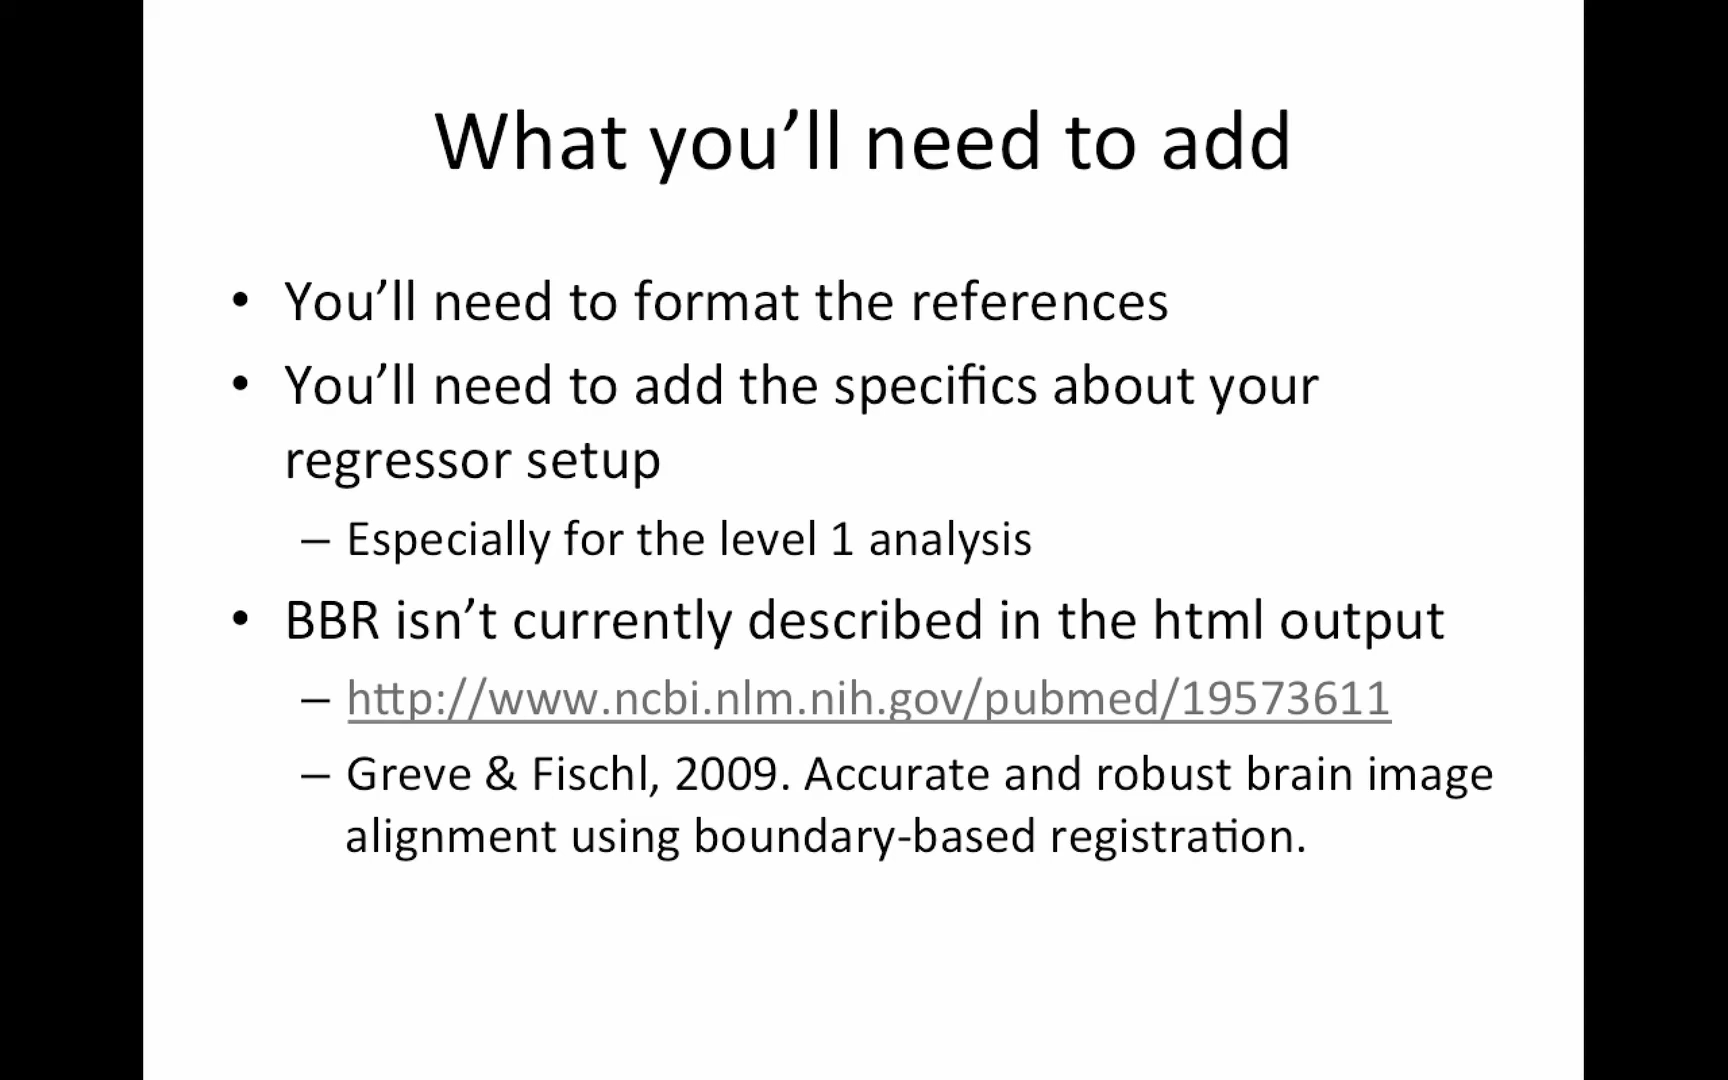 What you’ll need to add
• You’ll need to format the references
• You’ll need to add the specifics about your
regressor setup
– Especially for the level 1 analysis
• BBR isn’t currently described in the html output
– http://www.ncbi.nlm.nih.gov/pubmed/19573611
– Greve & Fischl, 2009. Accurate and robust brain image
alignment using boundary-based registration.